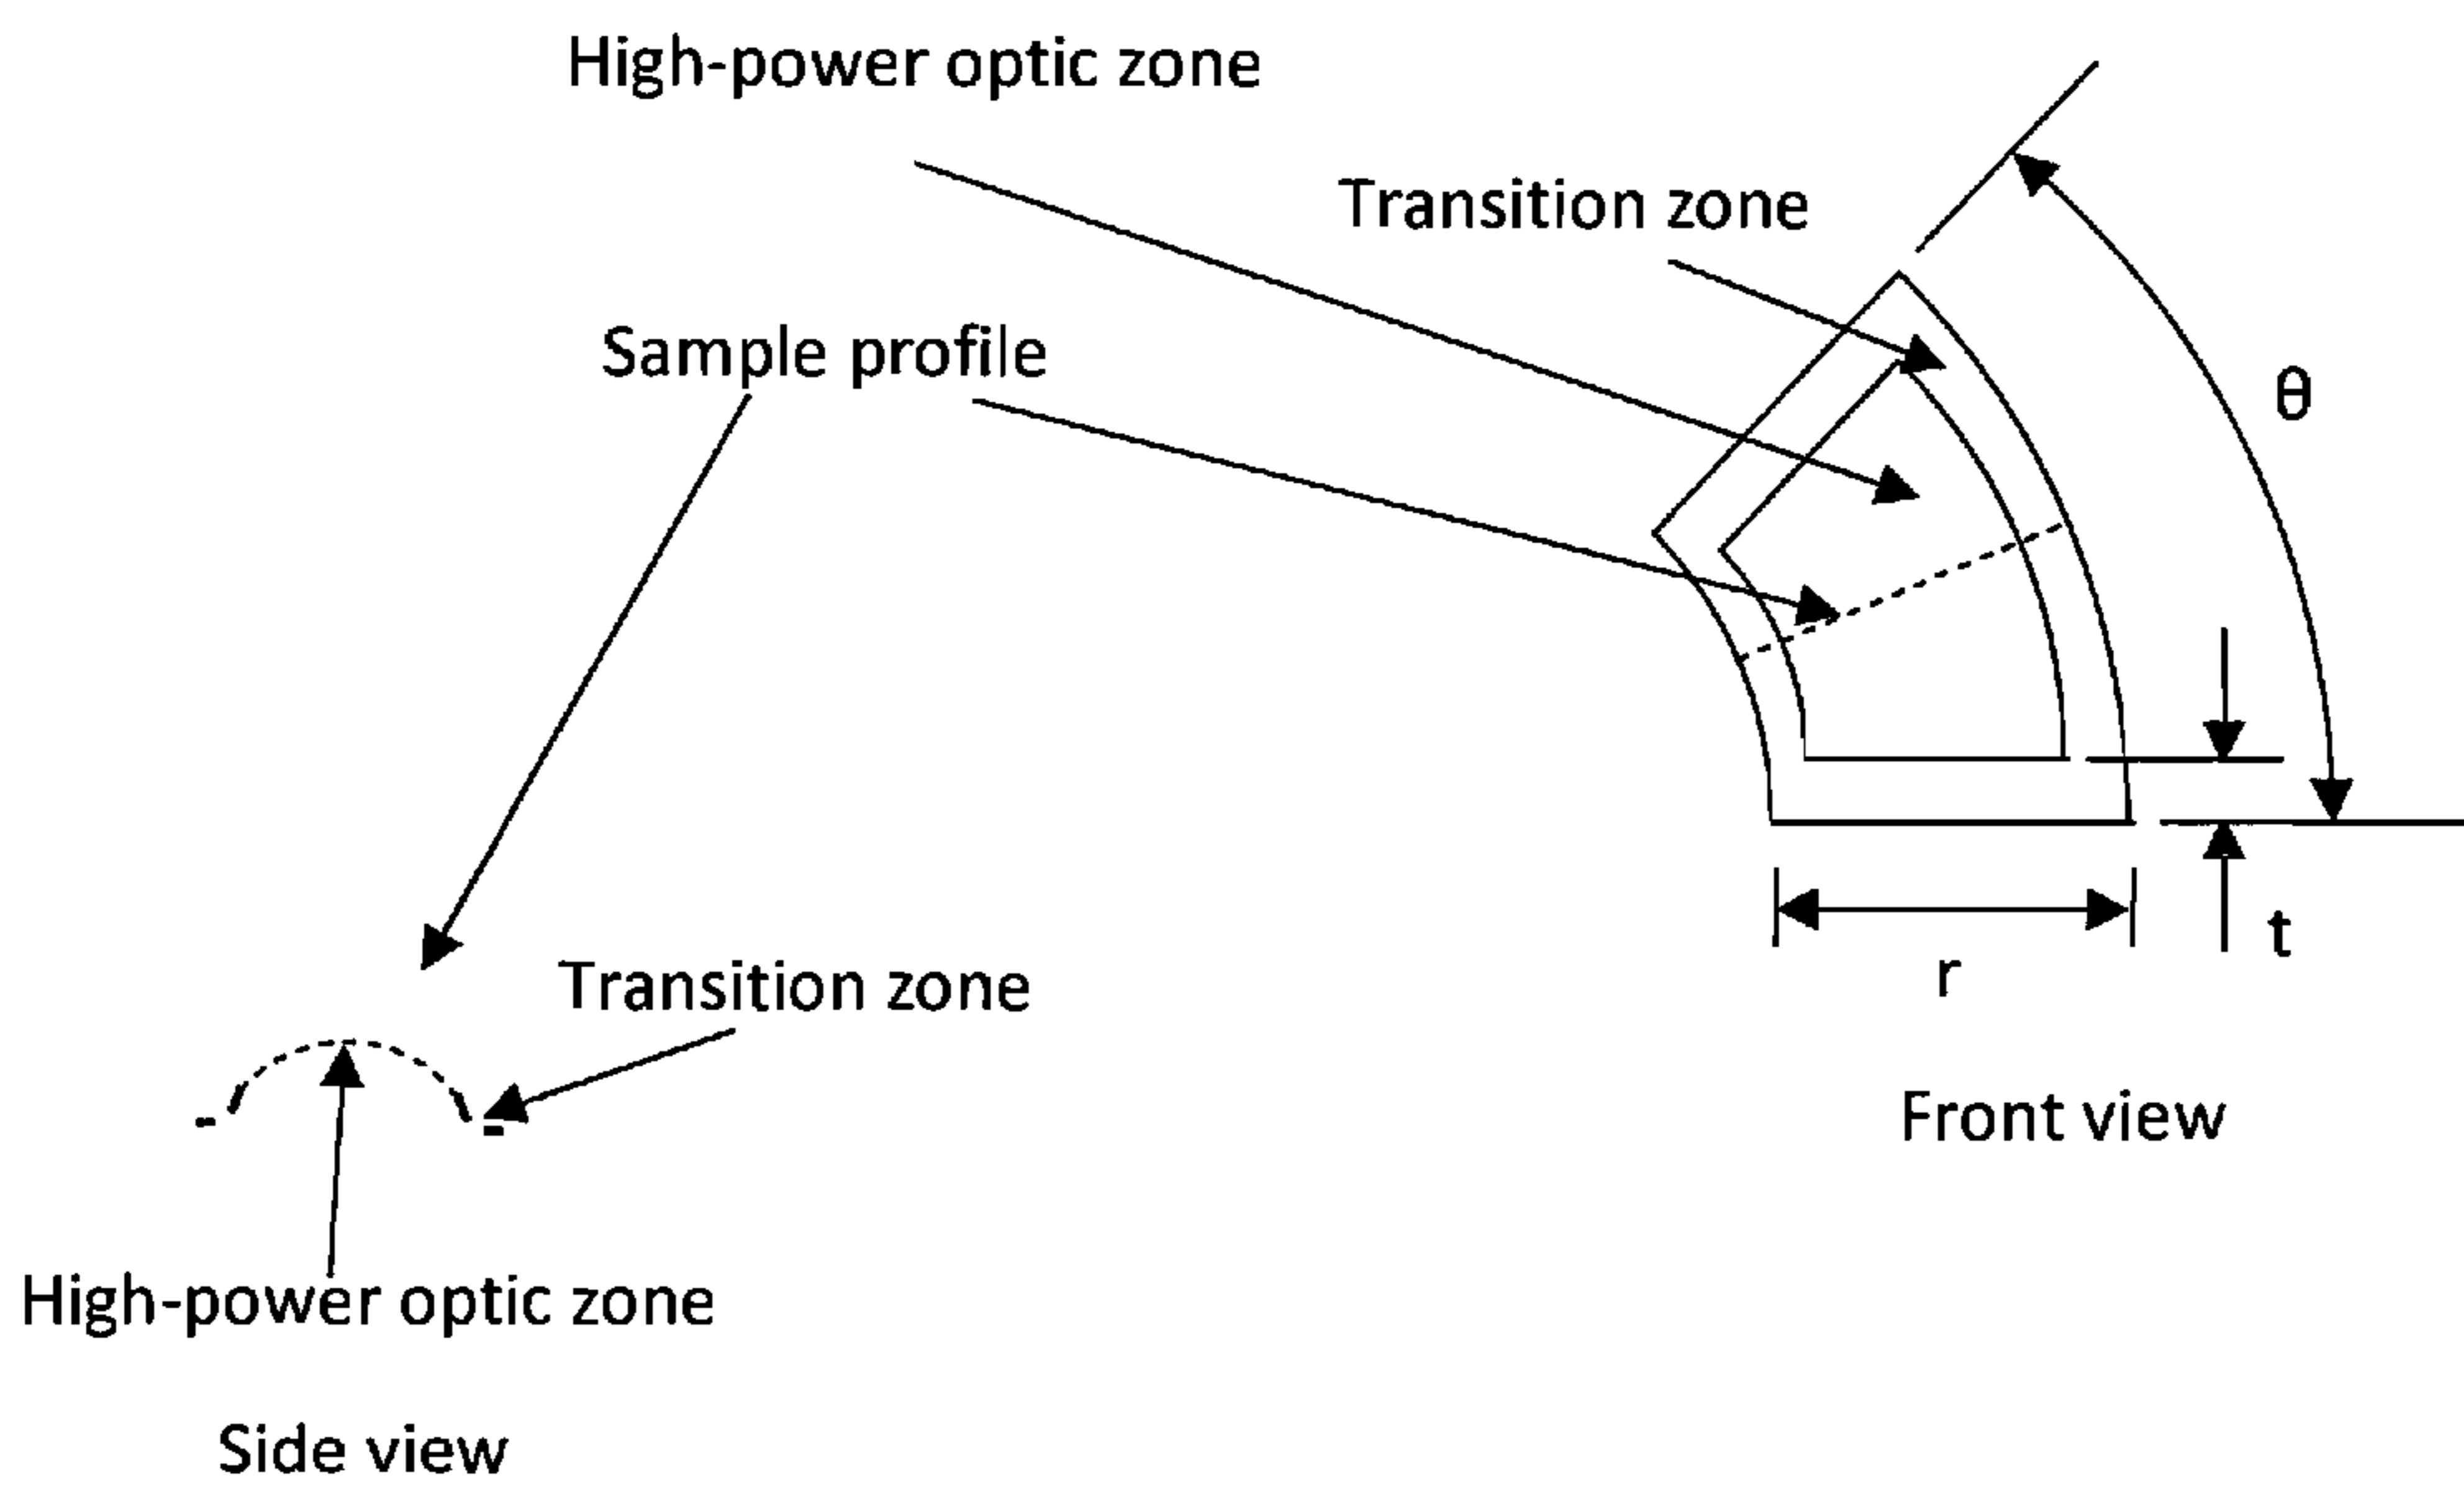 High-power optic zone
Transition zone
Sample profile
θ
Transition zone
t
r
Front view
High-power optic zone
Side view